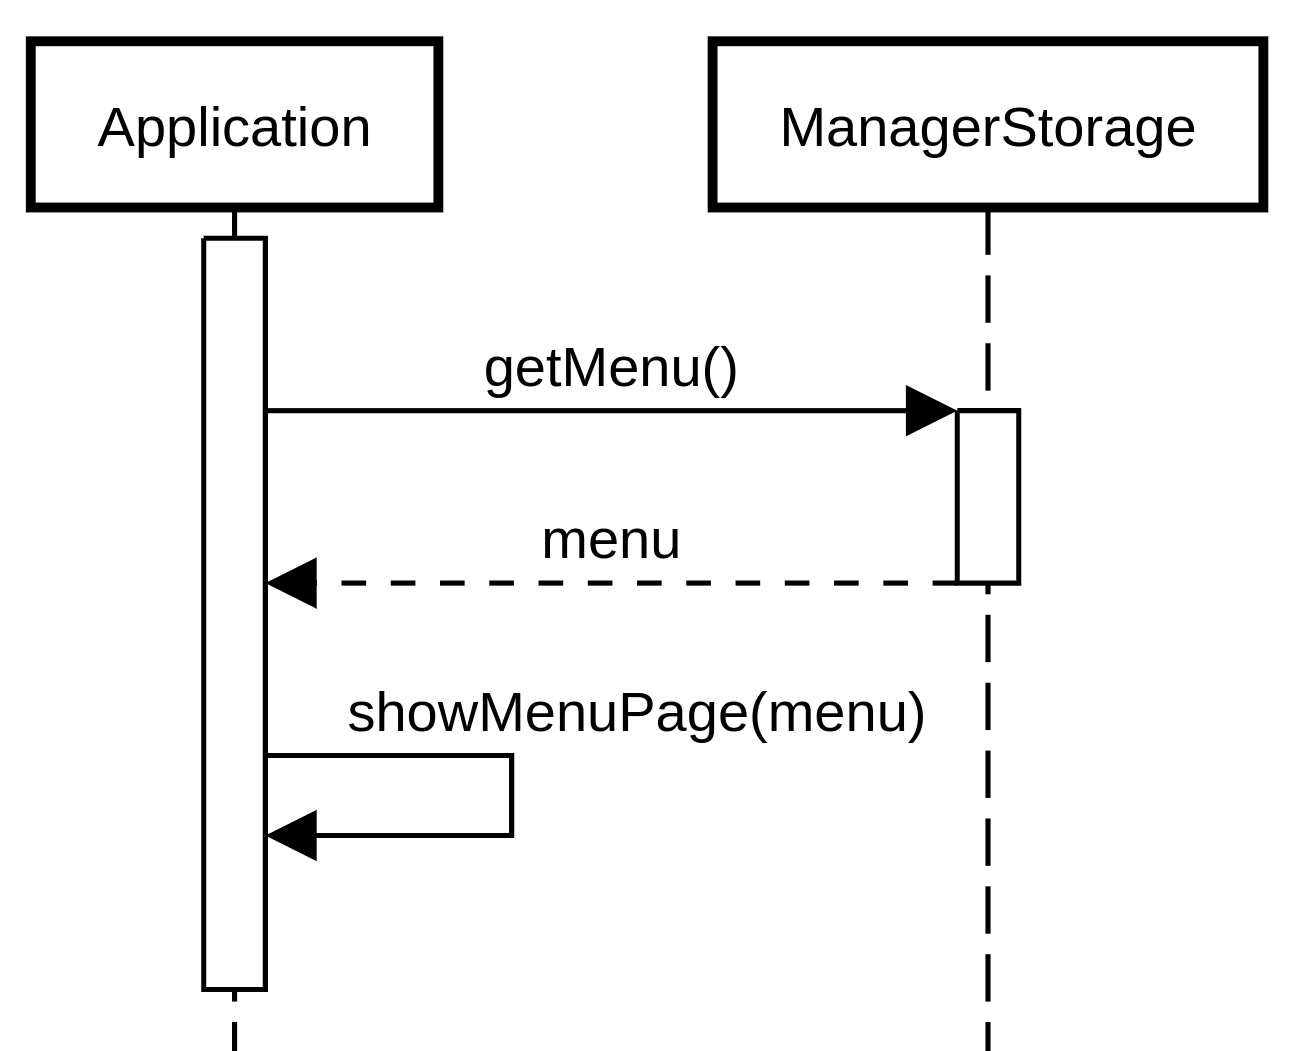 Application
ManagerStorage
getMenu()
menu
showMenuPage(menu)